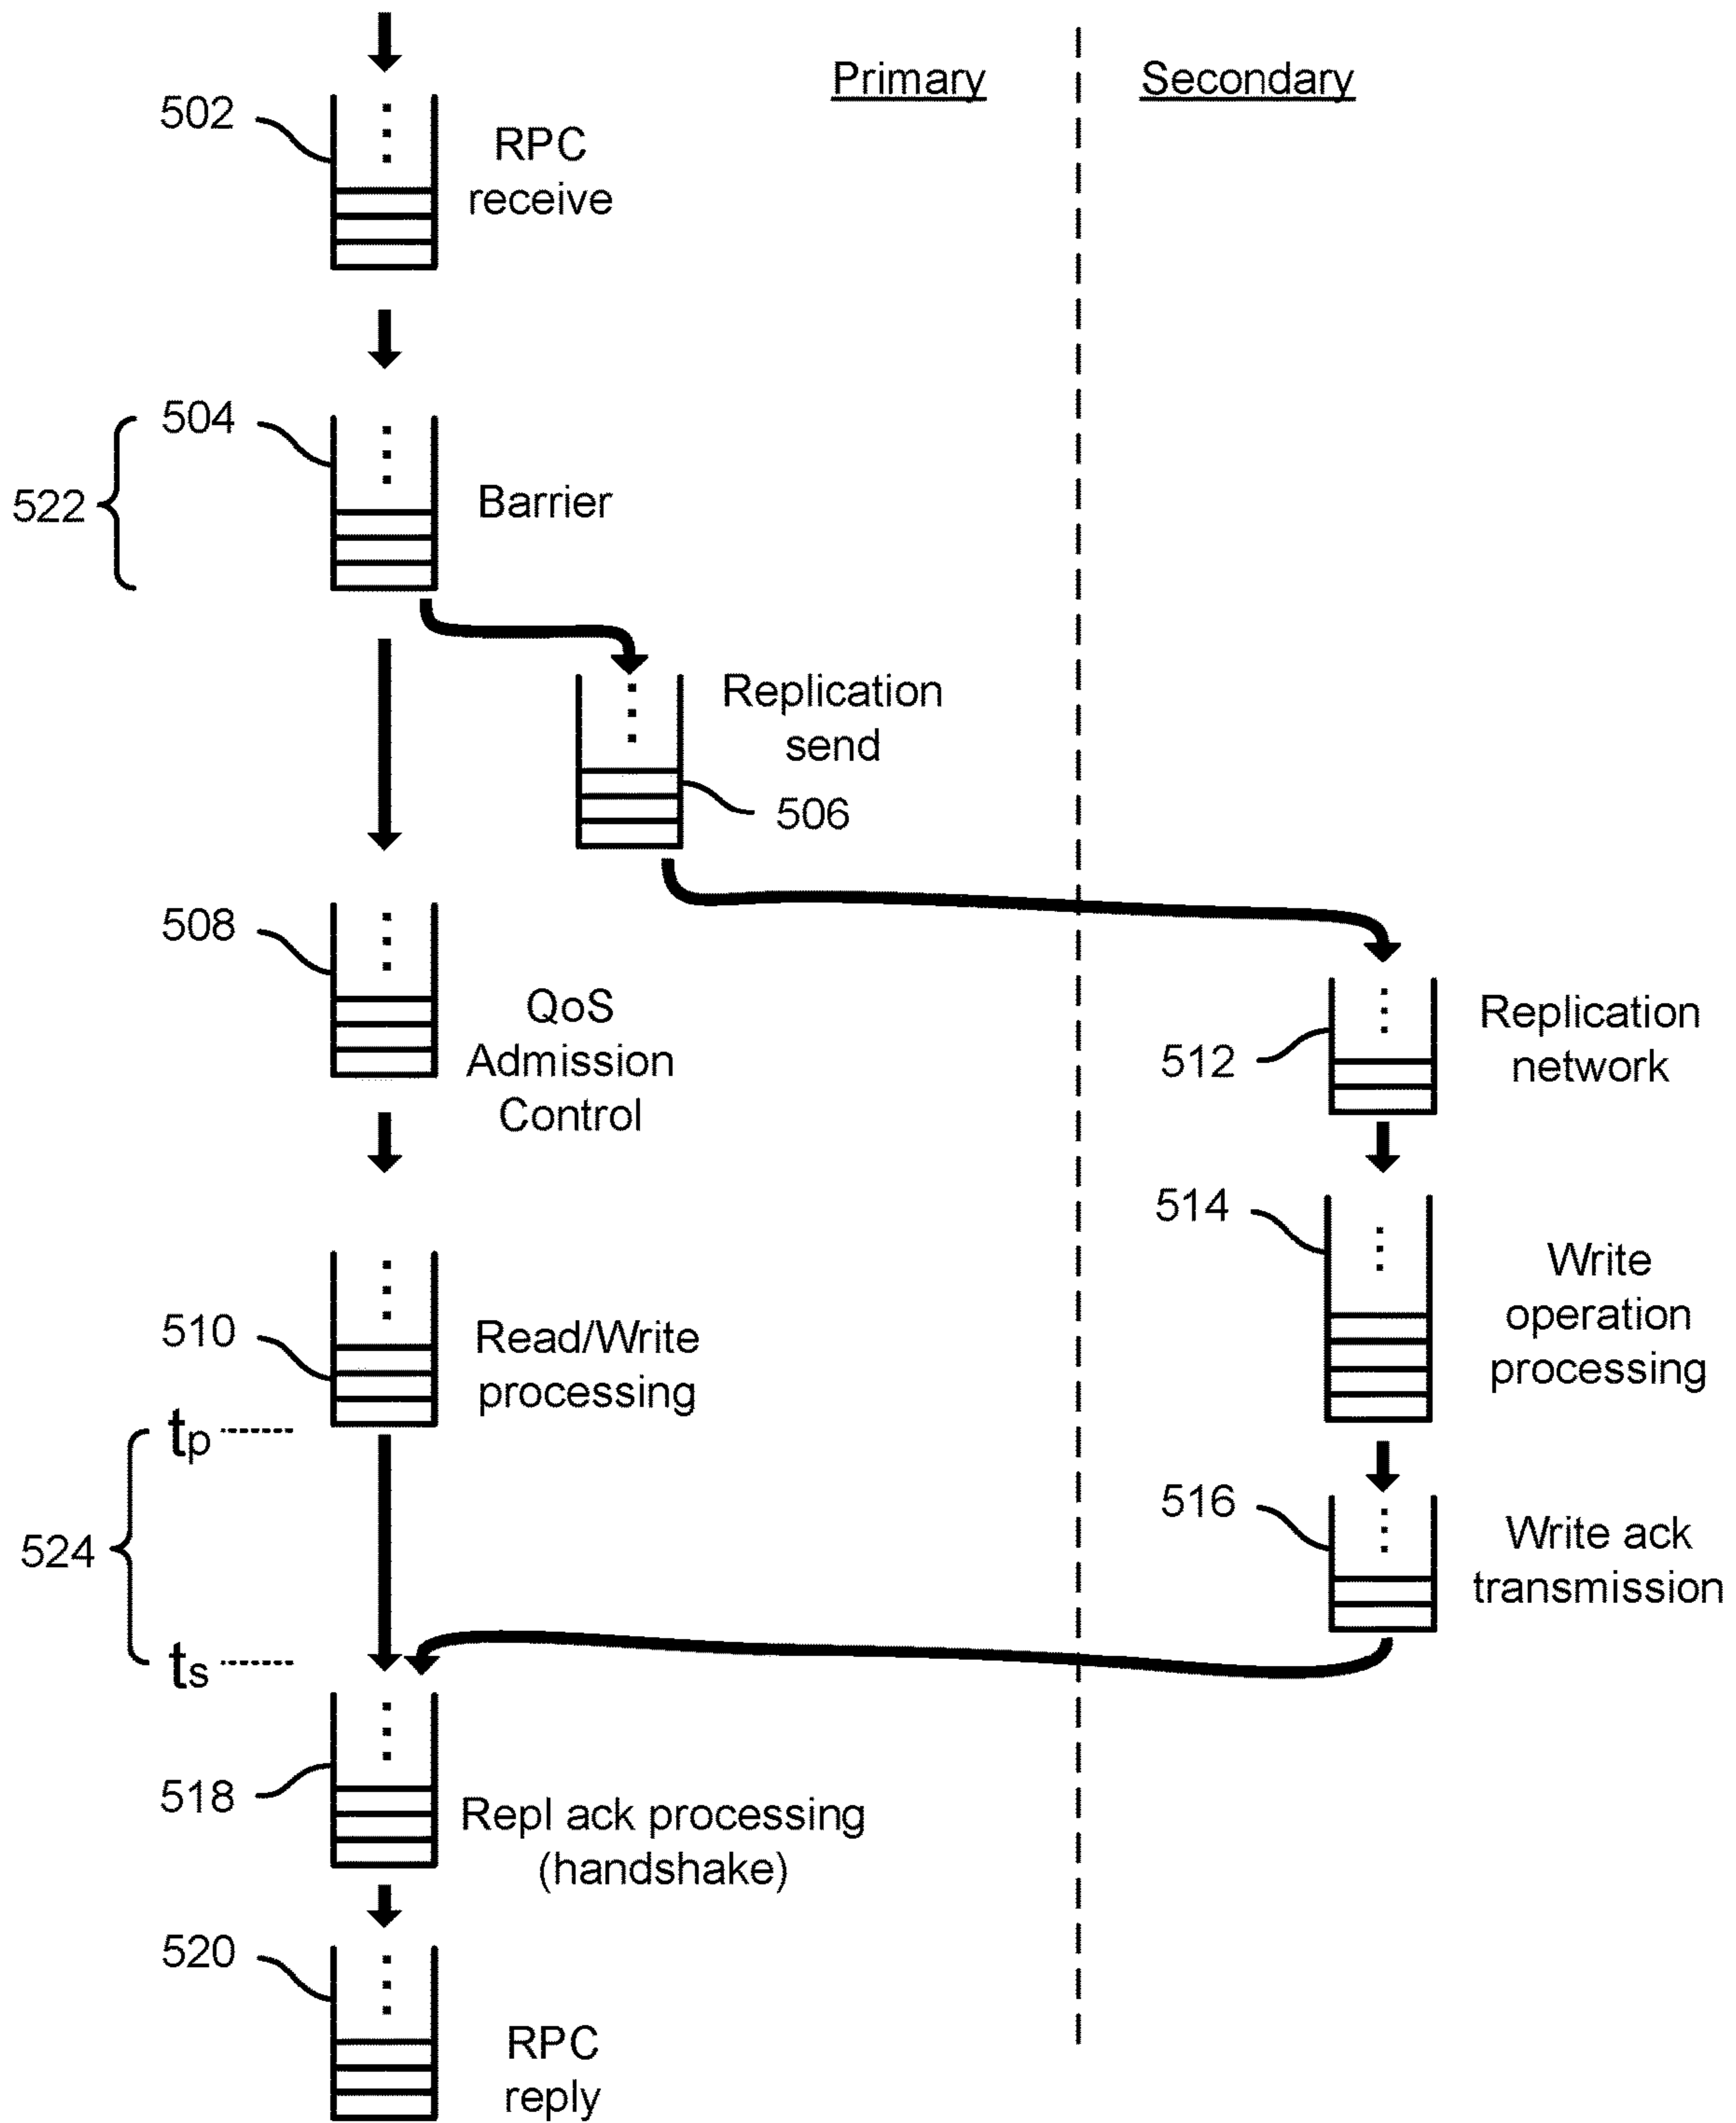 Primary
Secondary
502
RPC
receive
504
522
Barrier
Replication
send
506
508
QoS
Admission
Control
Replication
network
512
514
Write
operation
processing
510
Read/Write
processing
tp
516
Write ack
transmission
524
ts
518
Repl ack processing
(handshake)
520
RPC
reply